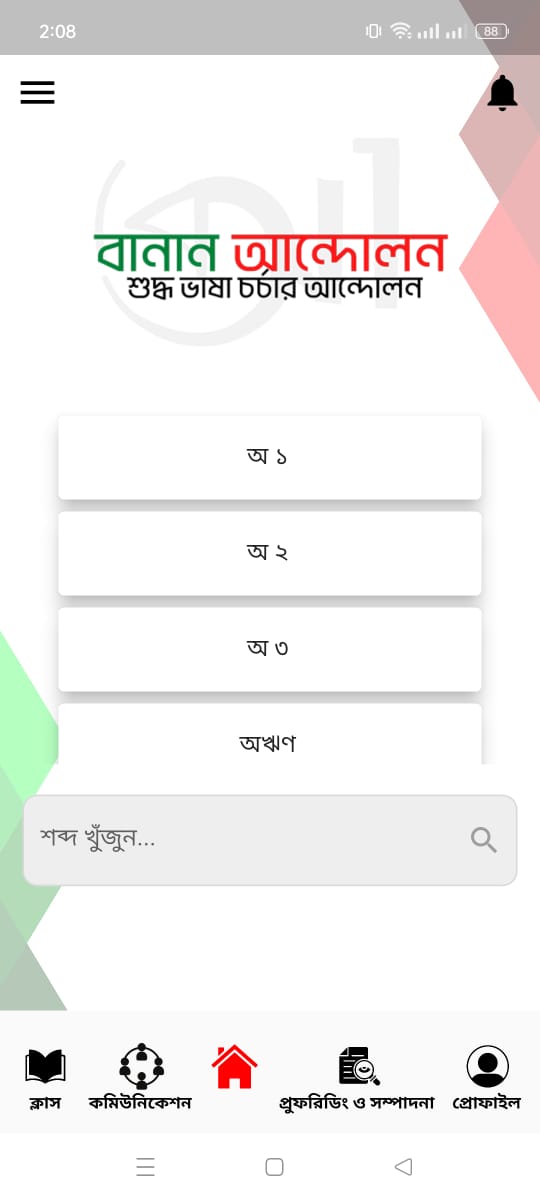 2:08
88
বানান আন্দোলন
শুদ্ধ ভাষা চর্চার আন্দোলন
অ ১
অ ২
অ ৩
অঋণ
শব্দ খুঁজুন...
ক্লাস
কমিউনিকেশন
প্রুফরিডিং ও সম্পাদনা
প্রোফাইল